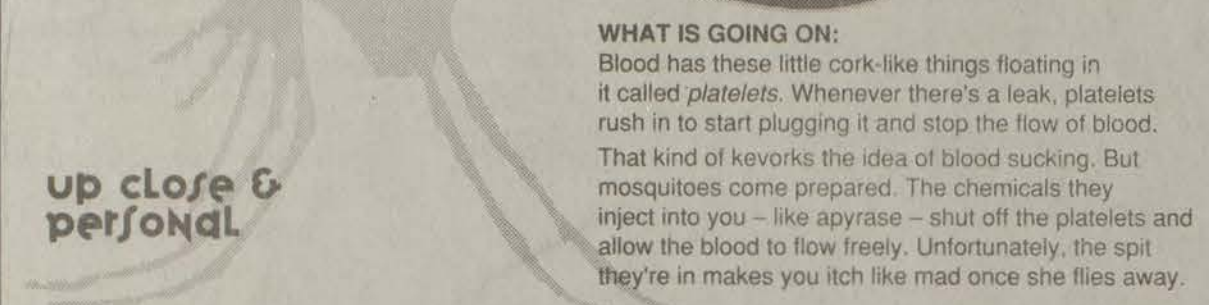 up close &
personal
WHAT IS GOING ON:
Blood has these little cork-like things floating in
it called platelets. Whenever there's a leak, platelets
rush in to start plugging it and stop the flow of blood.
That kind of kevorks the idea of blood sucking. But
mosquitoes come prepared. The chemicals they
inject into you – like apyrase – shut off the platelets and
allow the blood to flow freely. Unfortunately, the spit
they're in makes you itch like mad once she flies away.